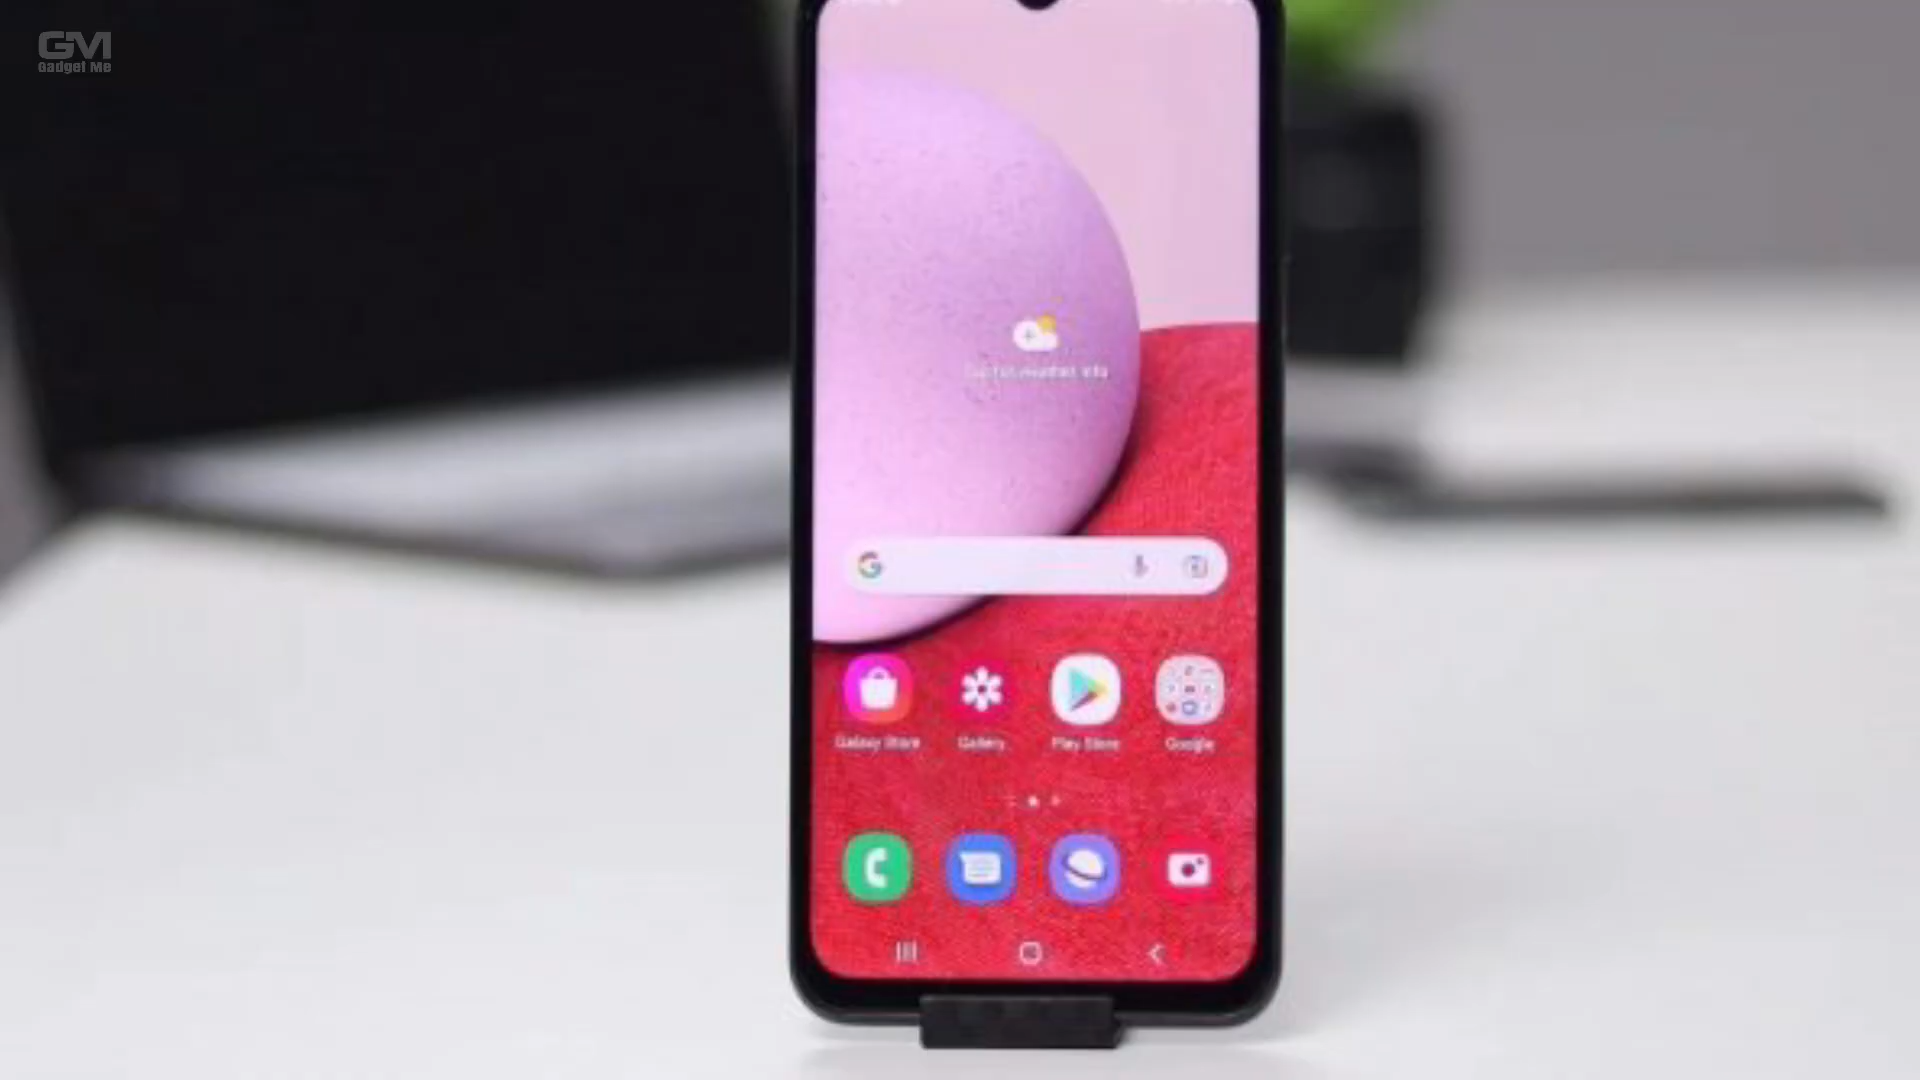 GM
Gadget Me
Galaxy Store
Gallery
Play Store
Google